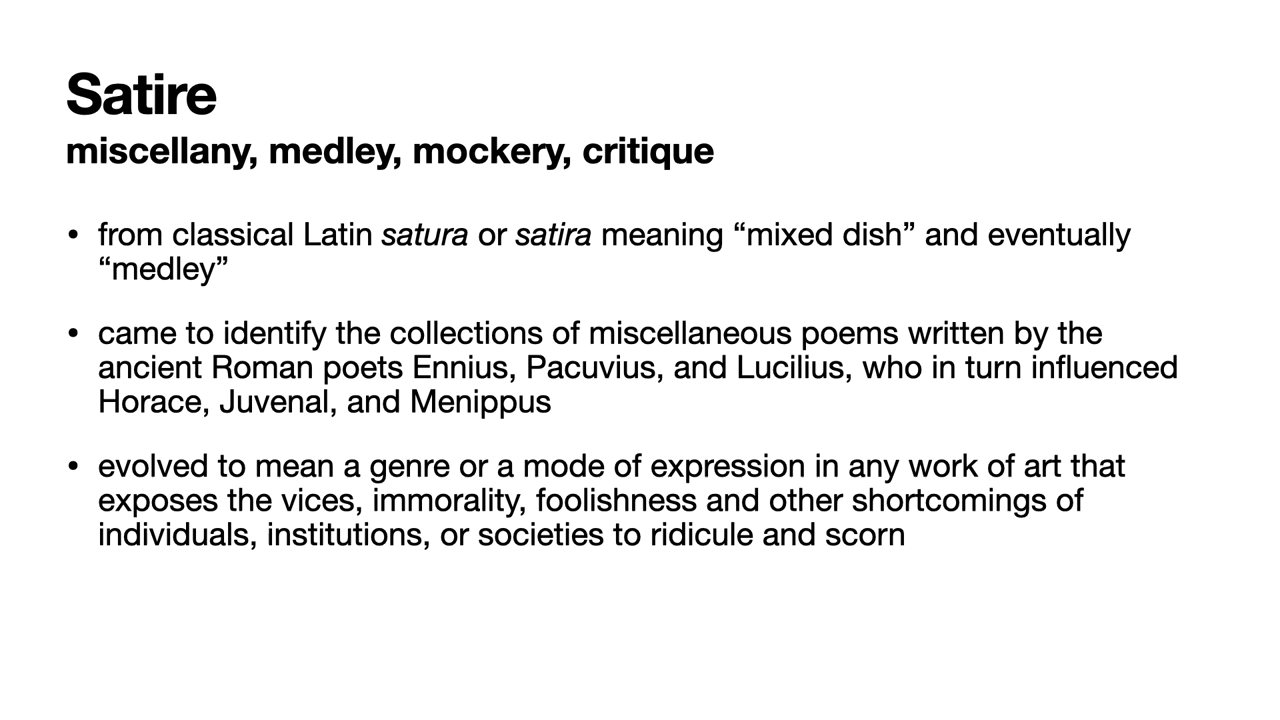 Satire
miscellany, medley, mockery, critique
• from classical Latin satura or satira meaning “mixed dish” and eventually
“medley”
• came to identify the collections of miscellaneous poems written by the
ancient Roman poets Ennius, Pacuvius, and Lucilius, who in turn influenced
Horace, Juvenal, and Menippus
• evolved to mean a genre or a mode of expression in any work of art that
exposes the vices, immorality, foolishness and other shortcomings of
individuals, institutions, or societies to ridicule and scorn